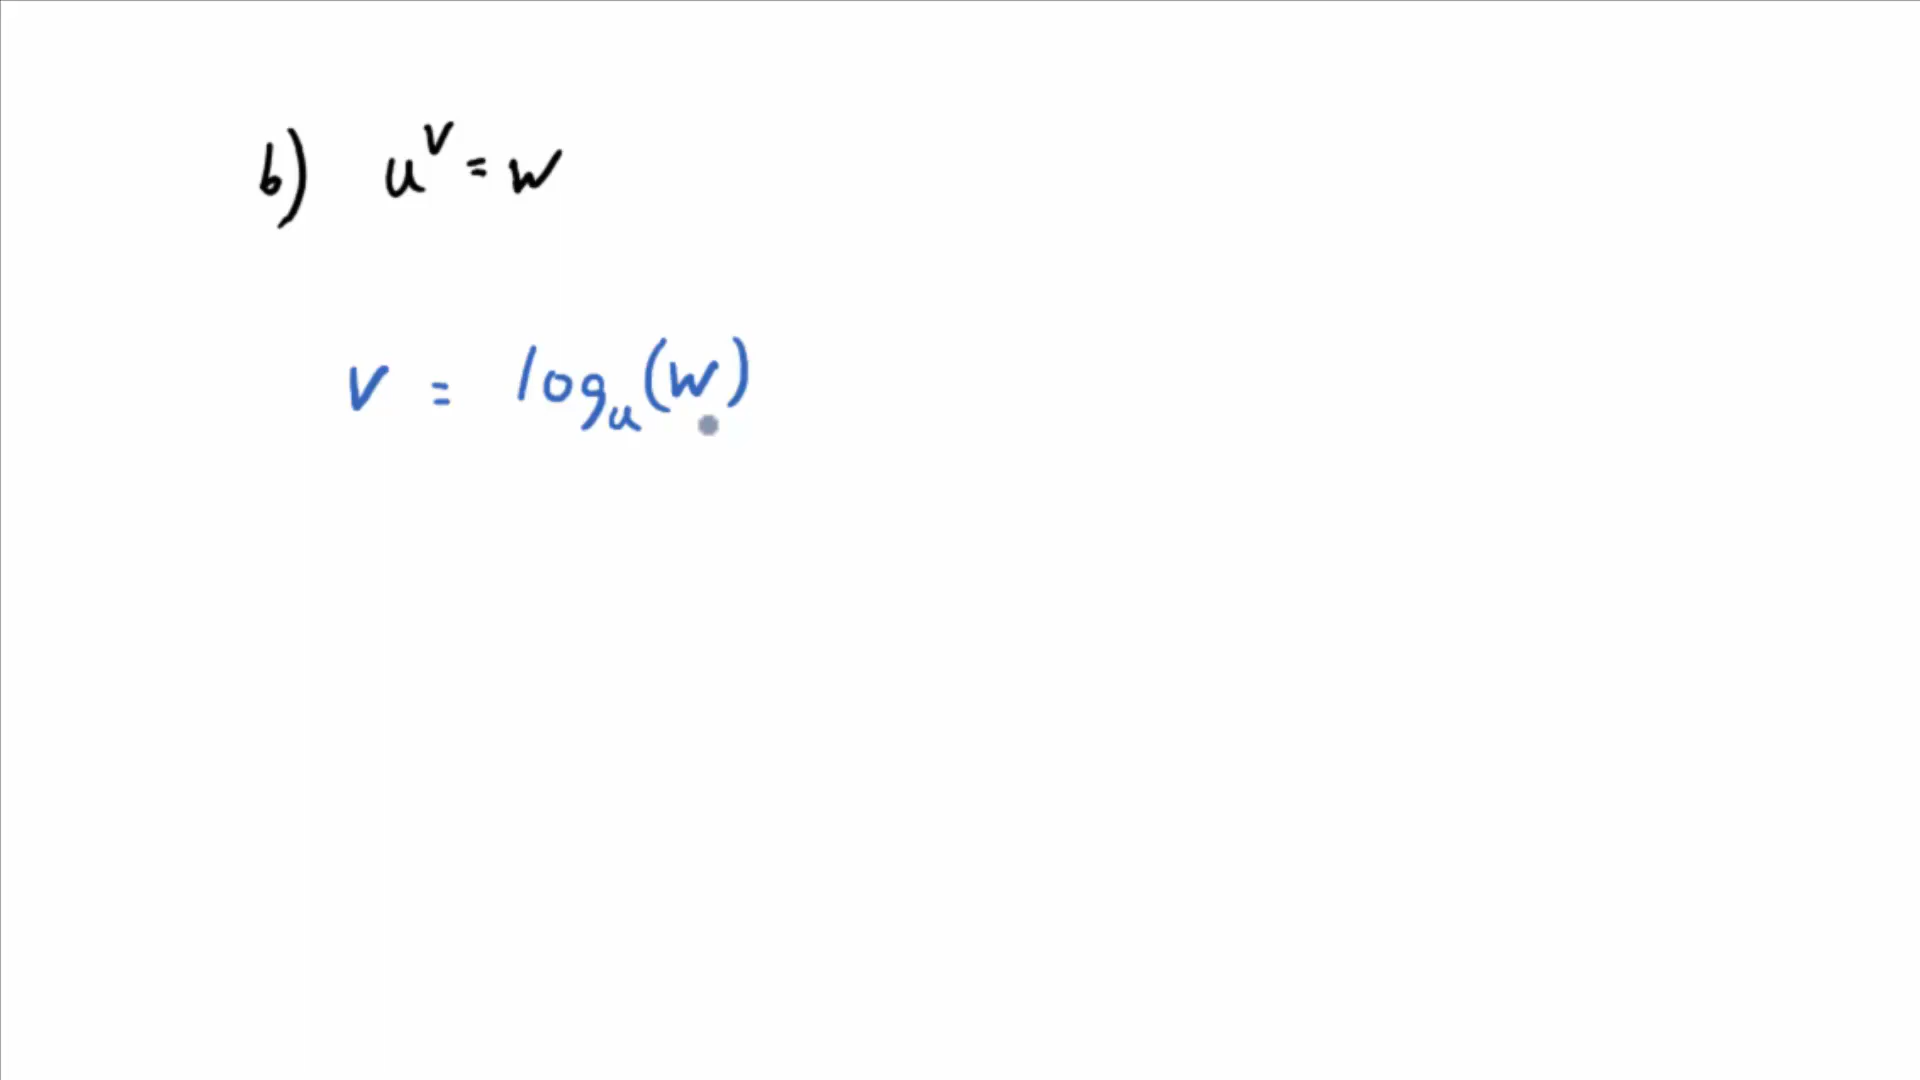 b) u^v = w
v = log_u(w)